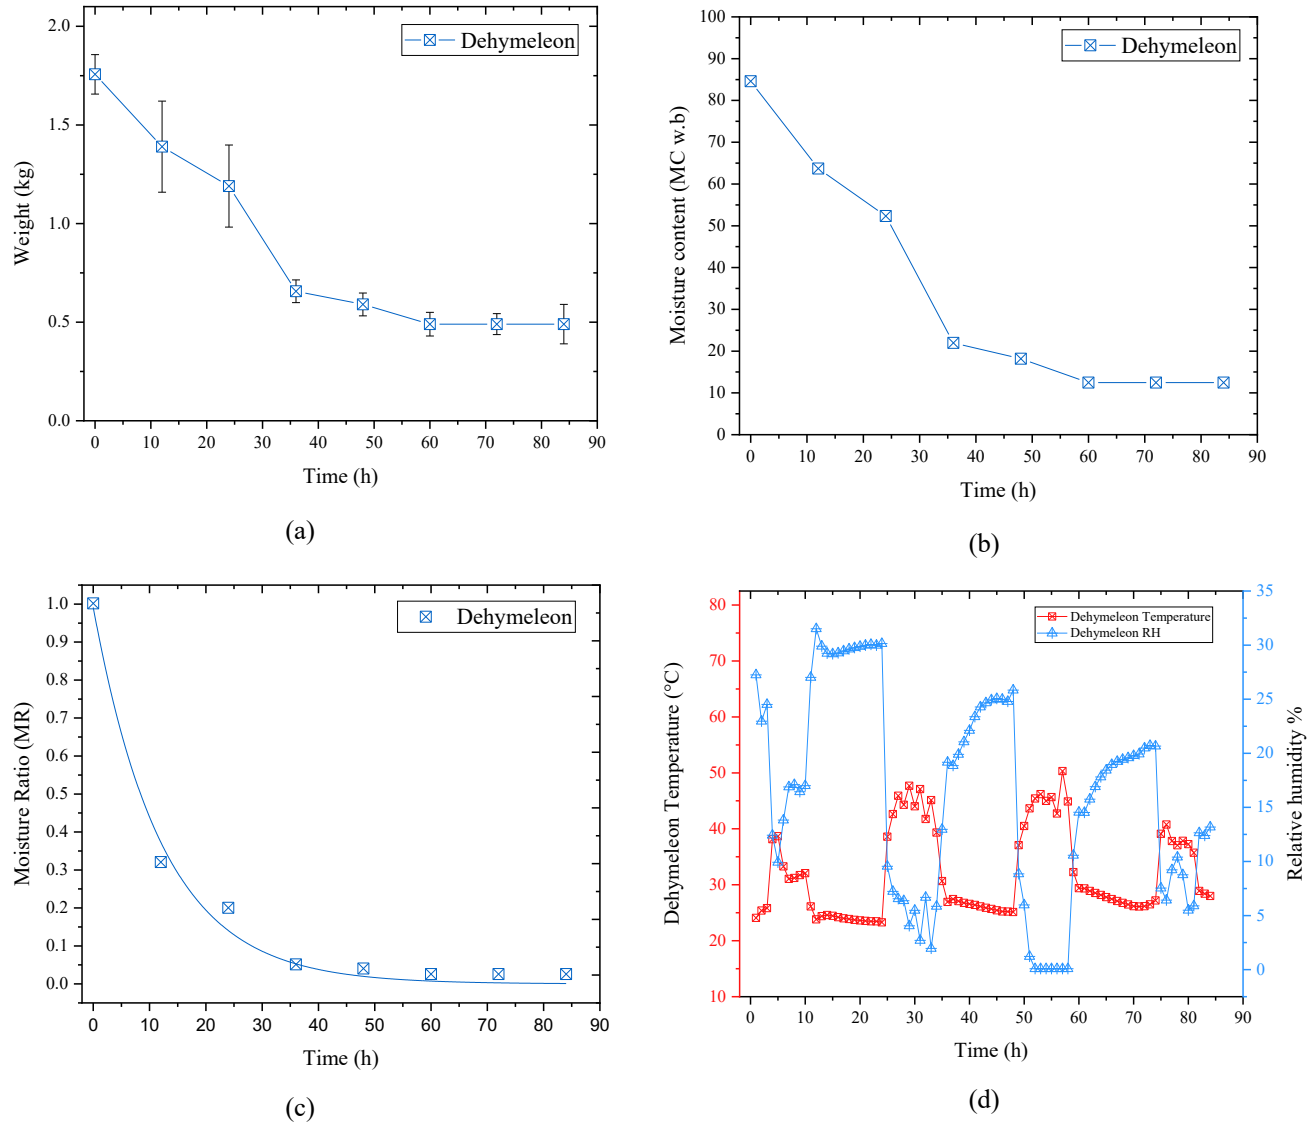 Dehymeleon
Weight (kg)
2.0
1.5
1.0
0.5
0.0
0 10 20 30 40 50 60 70 80 90
Time (h)
(a)
Dehymeleon
Moisture content (MC w.b)
100
90
80
70
60
50
40
30
20
10
0
0 10 20 30 40 50 60 70 80 90
Time (h)
(b)
Dehymeleon
Moisture Ratio (MR)
1.0
0.9
0.8
0.7
0.6
0.5
0.4
0.3
0.2
0.1
0.0
0 10 20 30 40 50 60 70 80 90
Time (h)
(c)
Dehymeleon Temperature
Dehymeleon RH
Dehymeleon Temperature (°C)
80
70
60
50
40
30
20
10
35
30
25
20
15
10
5
0
Relative humidity %
0 10 20 30 40 50 60 70 80 90
Time (h)
(d)